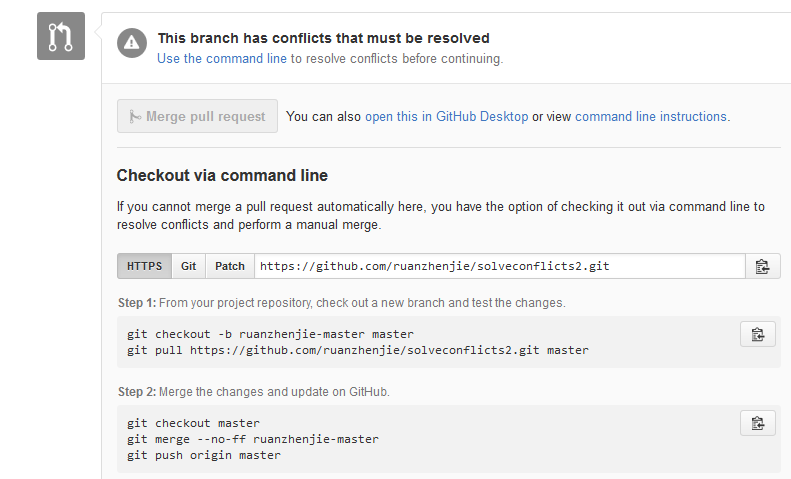 This branch has conflicts that must be resolved
Use the command line to resolve conflicts before continuing.
Merge pull request
You can also open this in GitHub Desktop or view command line instructions.
Checkout via command line
If you cannot merge a pull request automatically here, you have the option of checking it out via command line to
resolve conflicts and perform a manual merge.
HTTPS Git Patch https://github.com/ruanzhenjie/solveconflicts2.git
Step 1: From your project repository, check out a new branch and test the changes.
git checkout -b ruanzhenjie-master master
git pull https://github.com/ruanzhenjie/solveconflicts2.git master
Step 2: Merge the changes and update on GitHub.
git checkout master
git merge --no-ff ruanzhenjie-master
git push origin master